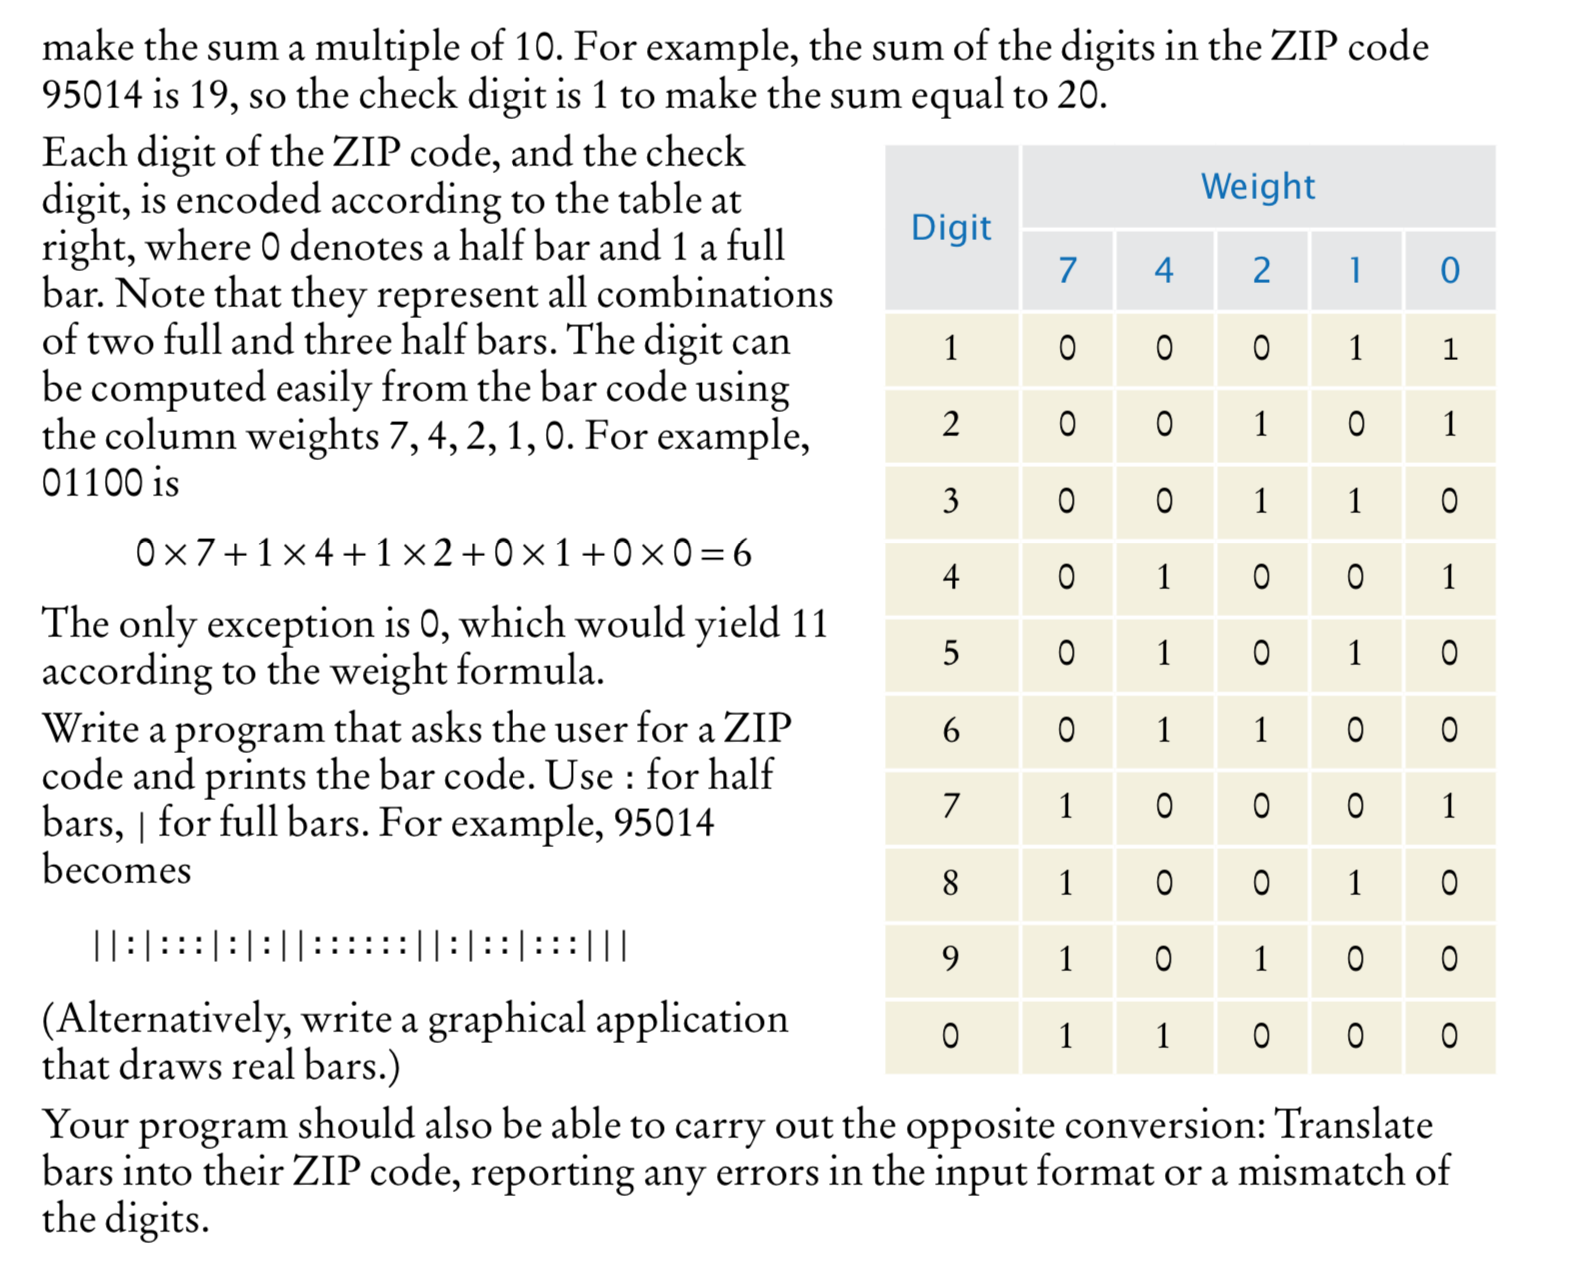 make the sum a multiple of 10. For example, the sum of the digits in the ZIP code
95014 is 19, so the check digit is 1 to make the sum equal to 20.
Each digit of the ZIP code, and the check
digit, is encoded according to the table at
right, where 0 denotes a half bar and 1 a full
bar. Note that they represent all combinations
of two full and three half bars. The digit can
be computed easily from the bar code using
the column weights 7, 4, 2, 1, 0. For example,
01100 is
0 × 7 + 1 × 4 + 1 × 2 + 0 × 1 + 0 × 0 = 6
The only exception is 0, which would yield 11
according to the weight formula.
Write a program that asks the user for a ZIP
code and prints the bar code. Use : for half
bars, | for full bars. For example, 95014
becomes
||:|:::|:|:||::::::||:|::|:::|||
(Alternatively, write a graphical application
that draws real bars.)
Digit
Weight
7 4 2 1 0
1 0 0 0 1 1
2 0 0 1 0 1
3 0 0 1 1 0
4 0 1 0 0 1
5 0 1 0 1 0
6 0 1 1 0 0
7 1 0 0 0 1
8 1 0 0 1 0
9 1 0 1 0 0
0 1 1 0 0 0
Your program should also be able to carry out the opposite conversion: Translate
bars into their ZIP code, reporting any errors in the input format or a mismatch of
the digits.